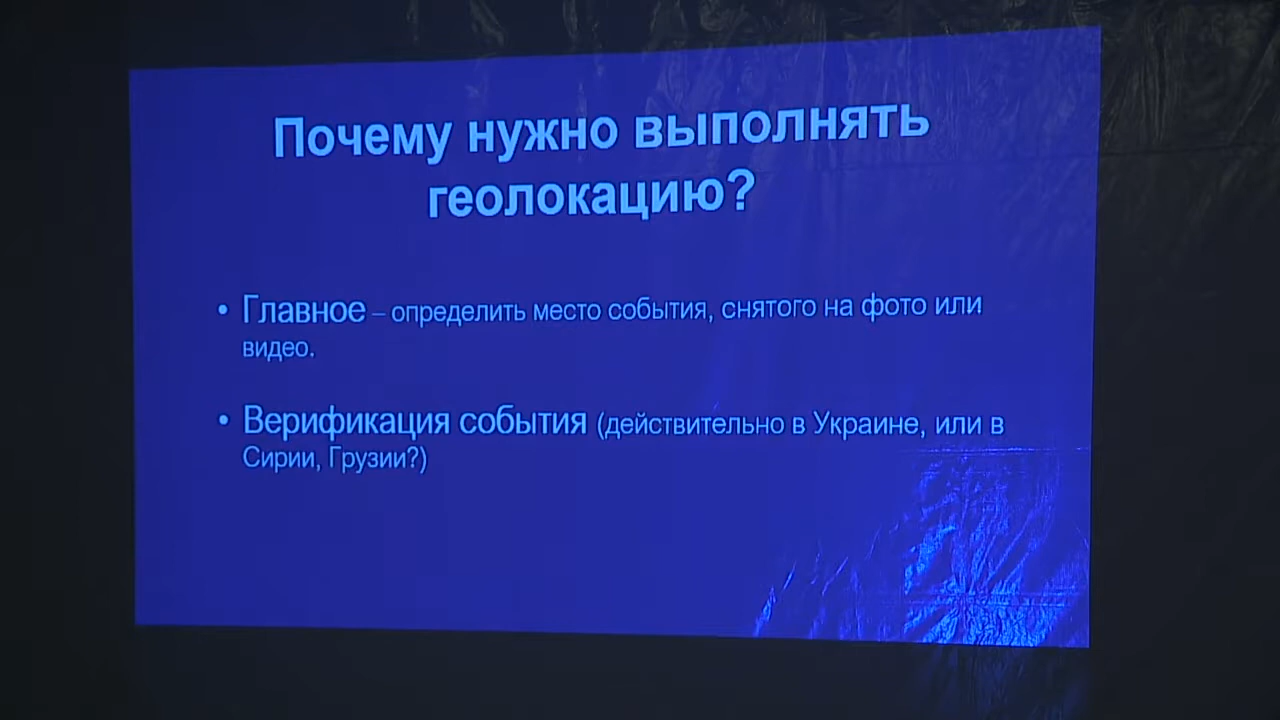 Почему нужно выполнять
геолокацию?
• Главное – определить место события, снятого на фото или
видео.
• Верификация события (действительно в Украине, или в
Сирии, Грузии?)